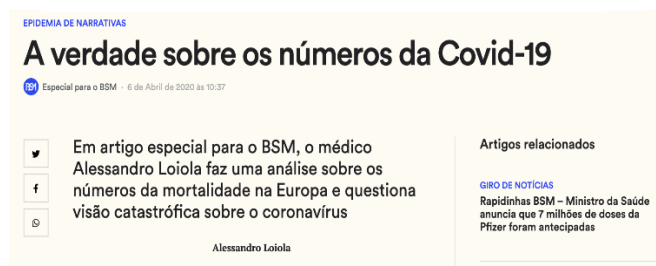 EPIDEMIA DE NARRATIVAS
A verdade sobre os números da Covid-19
BSM Especial para o BSM - 6 de Abril de 2020 às 10:37
Em artigo especial para o BSM, o médico
Alessandro Loiola faz uma análise sobre os
números da mortalidade na Europa e questiona
visão catastrófica sobre o coronavírus
Alessandro Loiola
Artigos relacionados
GIRO DE NOTÍCIAS
Rapidinhas BSM – Ministro da Saúde
anuncia que 7 milhões de doses da
Pfizer foram antecipadas